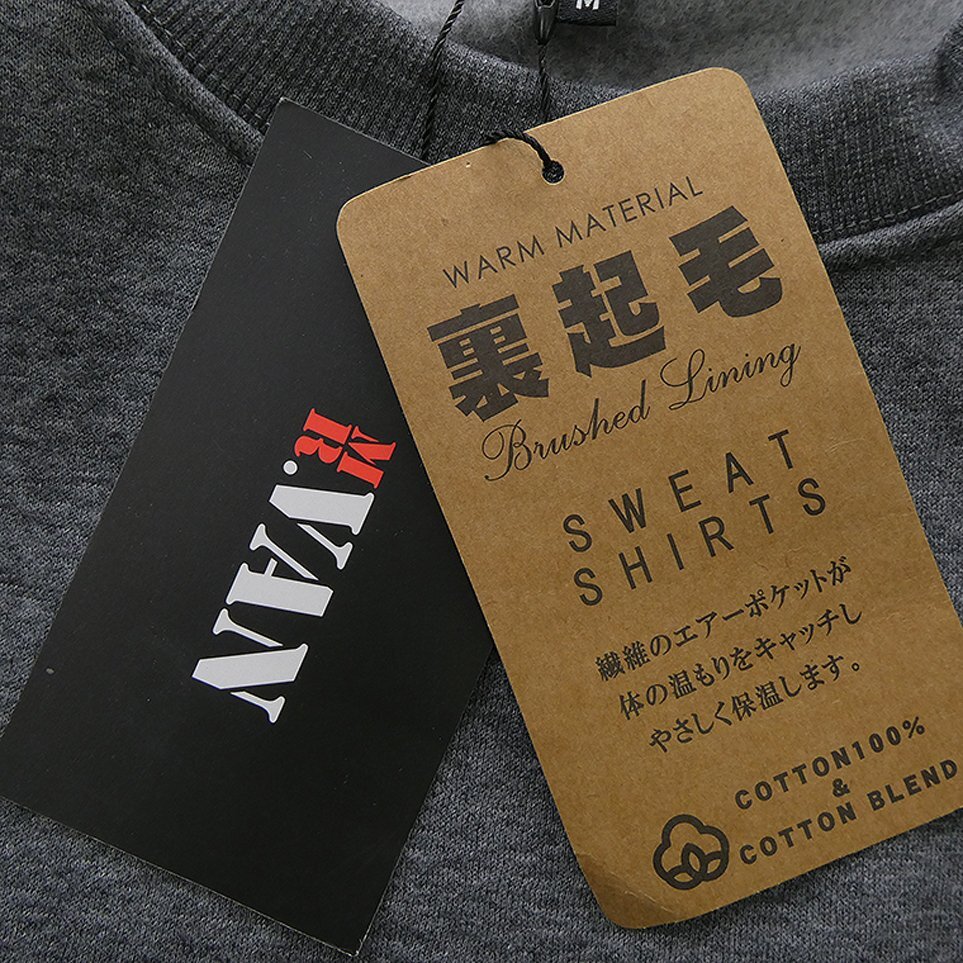 M
MR.
VAN
WARM MATERIAL
裏起毛
Brushed Lining
SWEAT
SHIRTS
繊維のエアーポケットが
体の温もりをキャッチし
やさしく保温します。
COTTON100%
&
COTTON BLEND